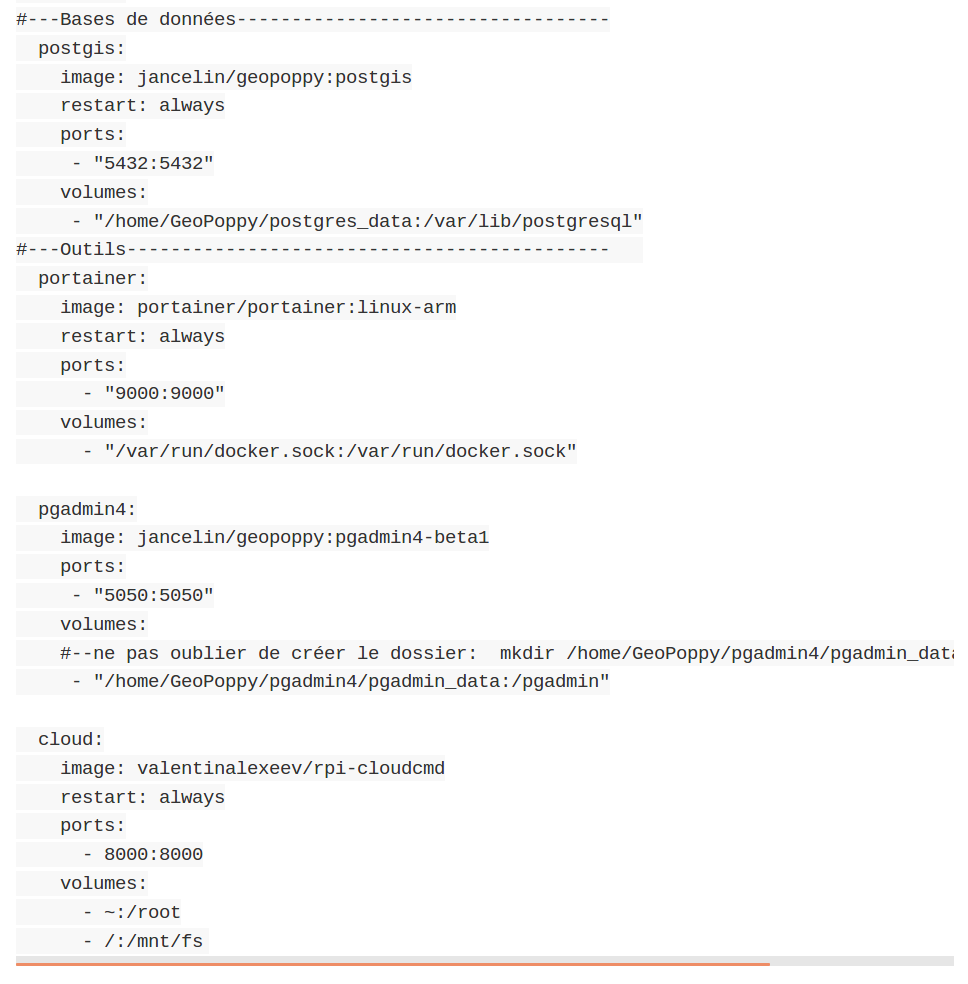 #---Bases de données----------------------------------
  postgis:
    image: jancelin/geopoppy:postgis
    restart: always
    ports:
     - "5432:5432"
    volumes:
     - "/home/GeoPoppy/postgres_data:/var/lib/postgresql"
#---Outils--------------------------------------------
  portainer:
    image: portainer/portainer:linux-arm
    restart: always
    ports:
      - "9000:9000"
    volumes:
      - "/var/run/docker.sock:/var/run/docker.sock"

  pgadmin4:
    image: jancelin/geopoppy:pgadmin4-beta1
    ports:
     - "5050:5050"
    volumes:
    #--ne pas oublier de créer le dossier:  mkdir /home/GeoPoppy/pgadmin4/pgadmin_data
     - "/home/GeoPoppy/pgadmin4/pgadmin_data:/pgadmin"

  cloud:
    image: valentinalexeev/rpi-cloudcmd
    restart: always
    ports:
      - 8000:8000
    volumes:
      - ~:/root
      - /:/mnt/fs